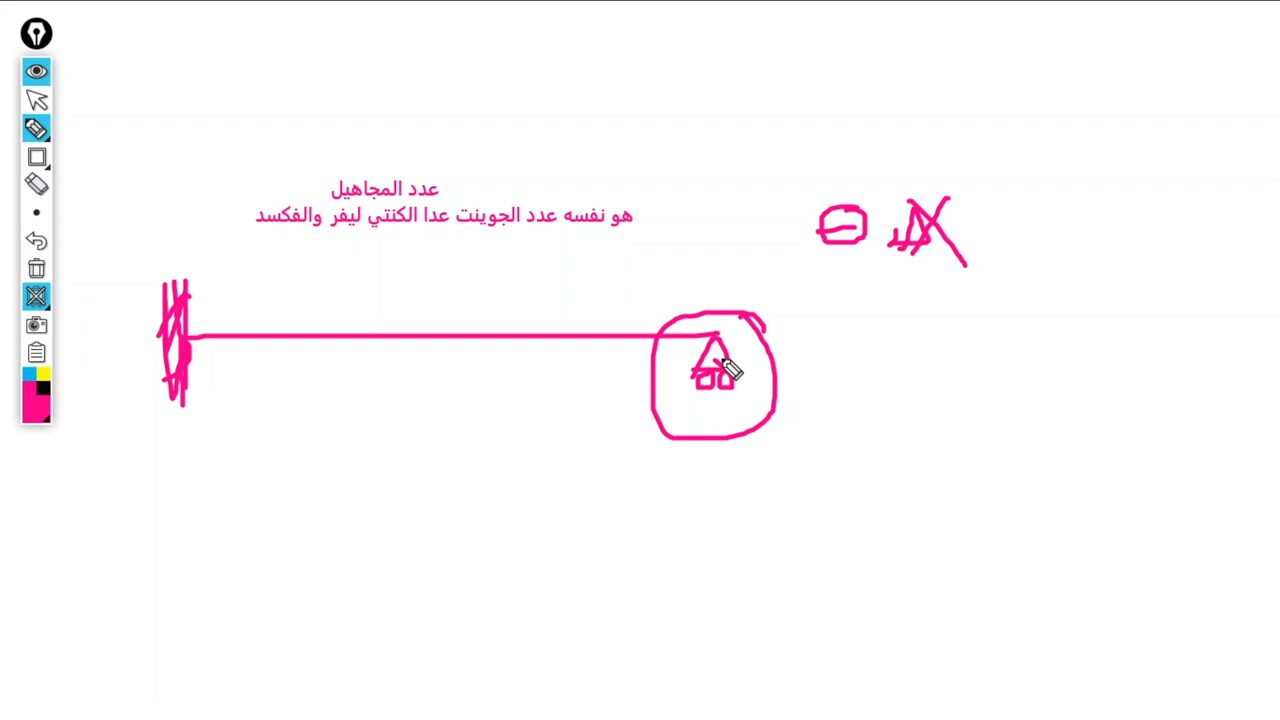 عدد المجاهيل
هو نفسه عدد الجوينت عدا الكنتي ليفر والفكسد